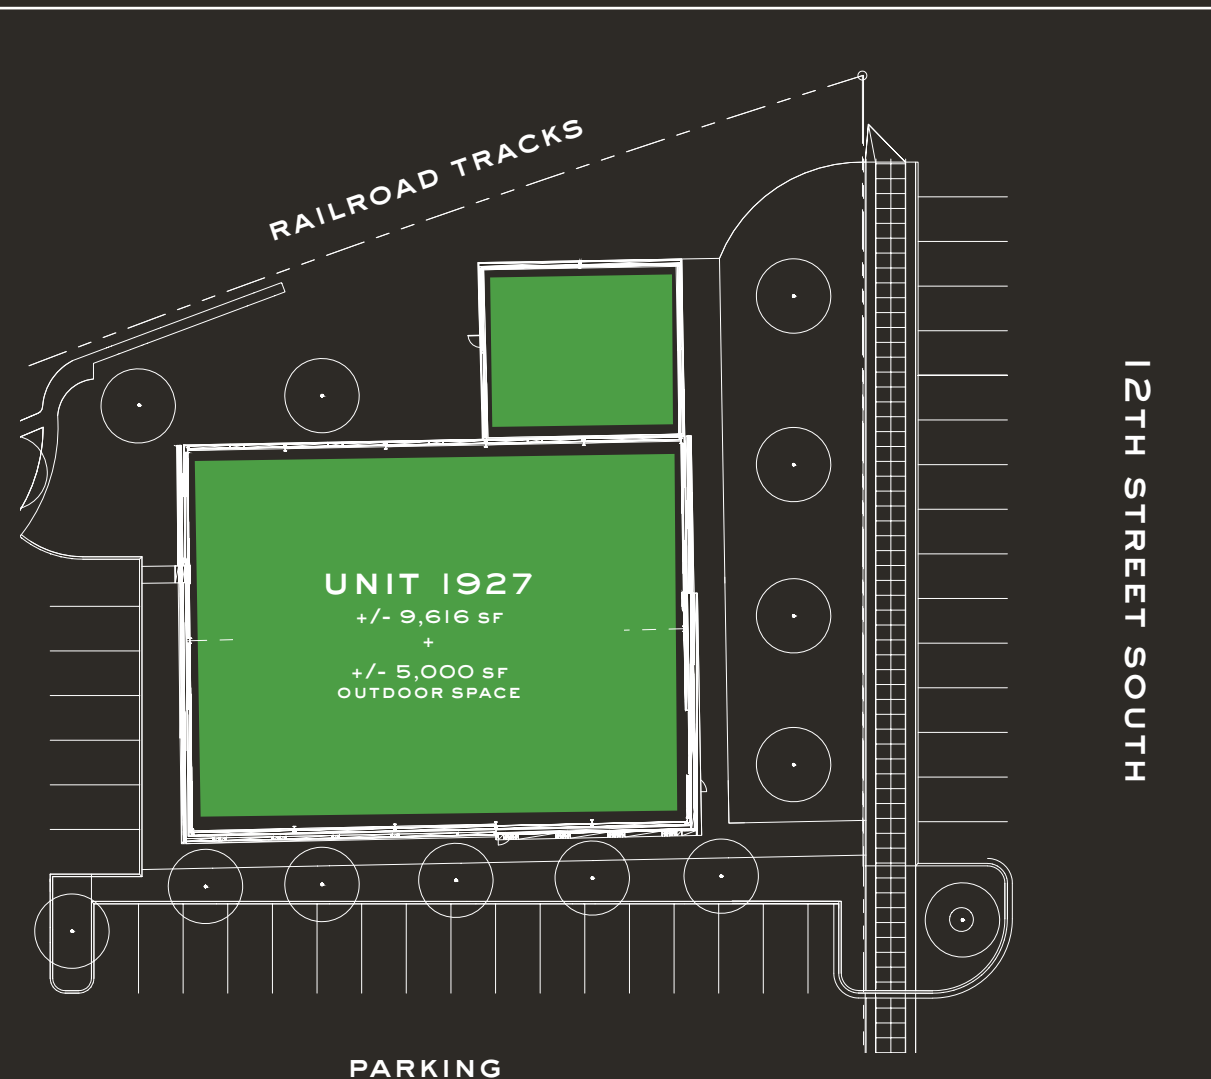 RAILROAD TRACKS
12TH STREET SOUTH
UNIT 1927
+/- 9,616 SF
+
+/- 5,000 SF
OUTDOOR SPACE
PARKING